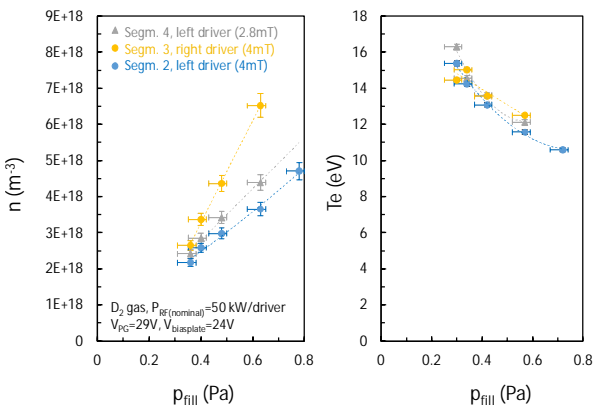 9E+18
8E+18
7E+18
6E+18
5E+18
4E+18
3E+18
2E+18
1E+18
0
n (m⁻³)
Segm. 4, left driver (2.8mT)
Segm. 3, right driver (4mT)
Segm. 2, left driver (4mT)
D₂ gas, P_RF(nominal)=50 kW/driver
V_PG=29V, V_biasplate=24V
0 0.2 0.4 0.6 0.8
p_fill (Pa)
18
16
14
12
10
8
6
4
2
0
Te (eV)
0 0.2 0.4 0.6 0.8
p_fill (Pa)